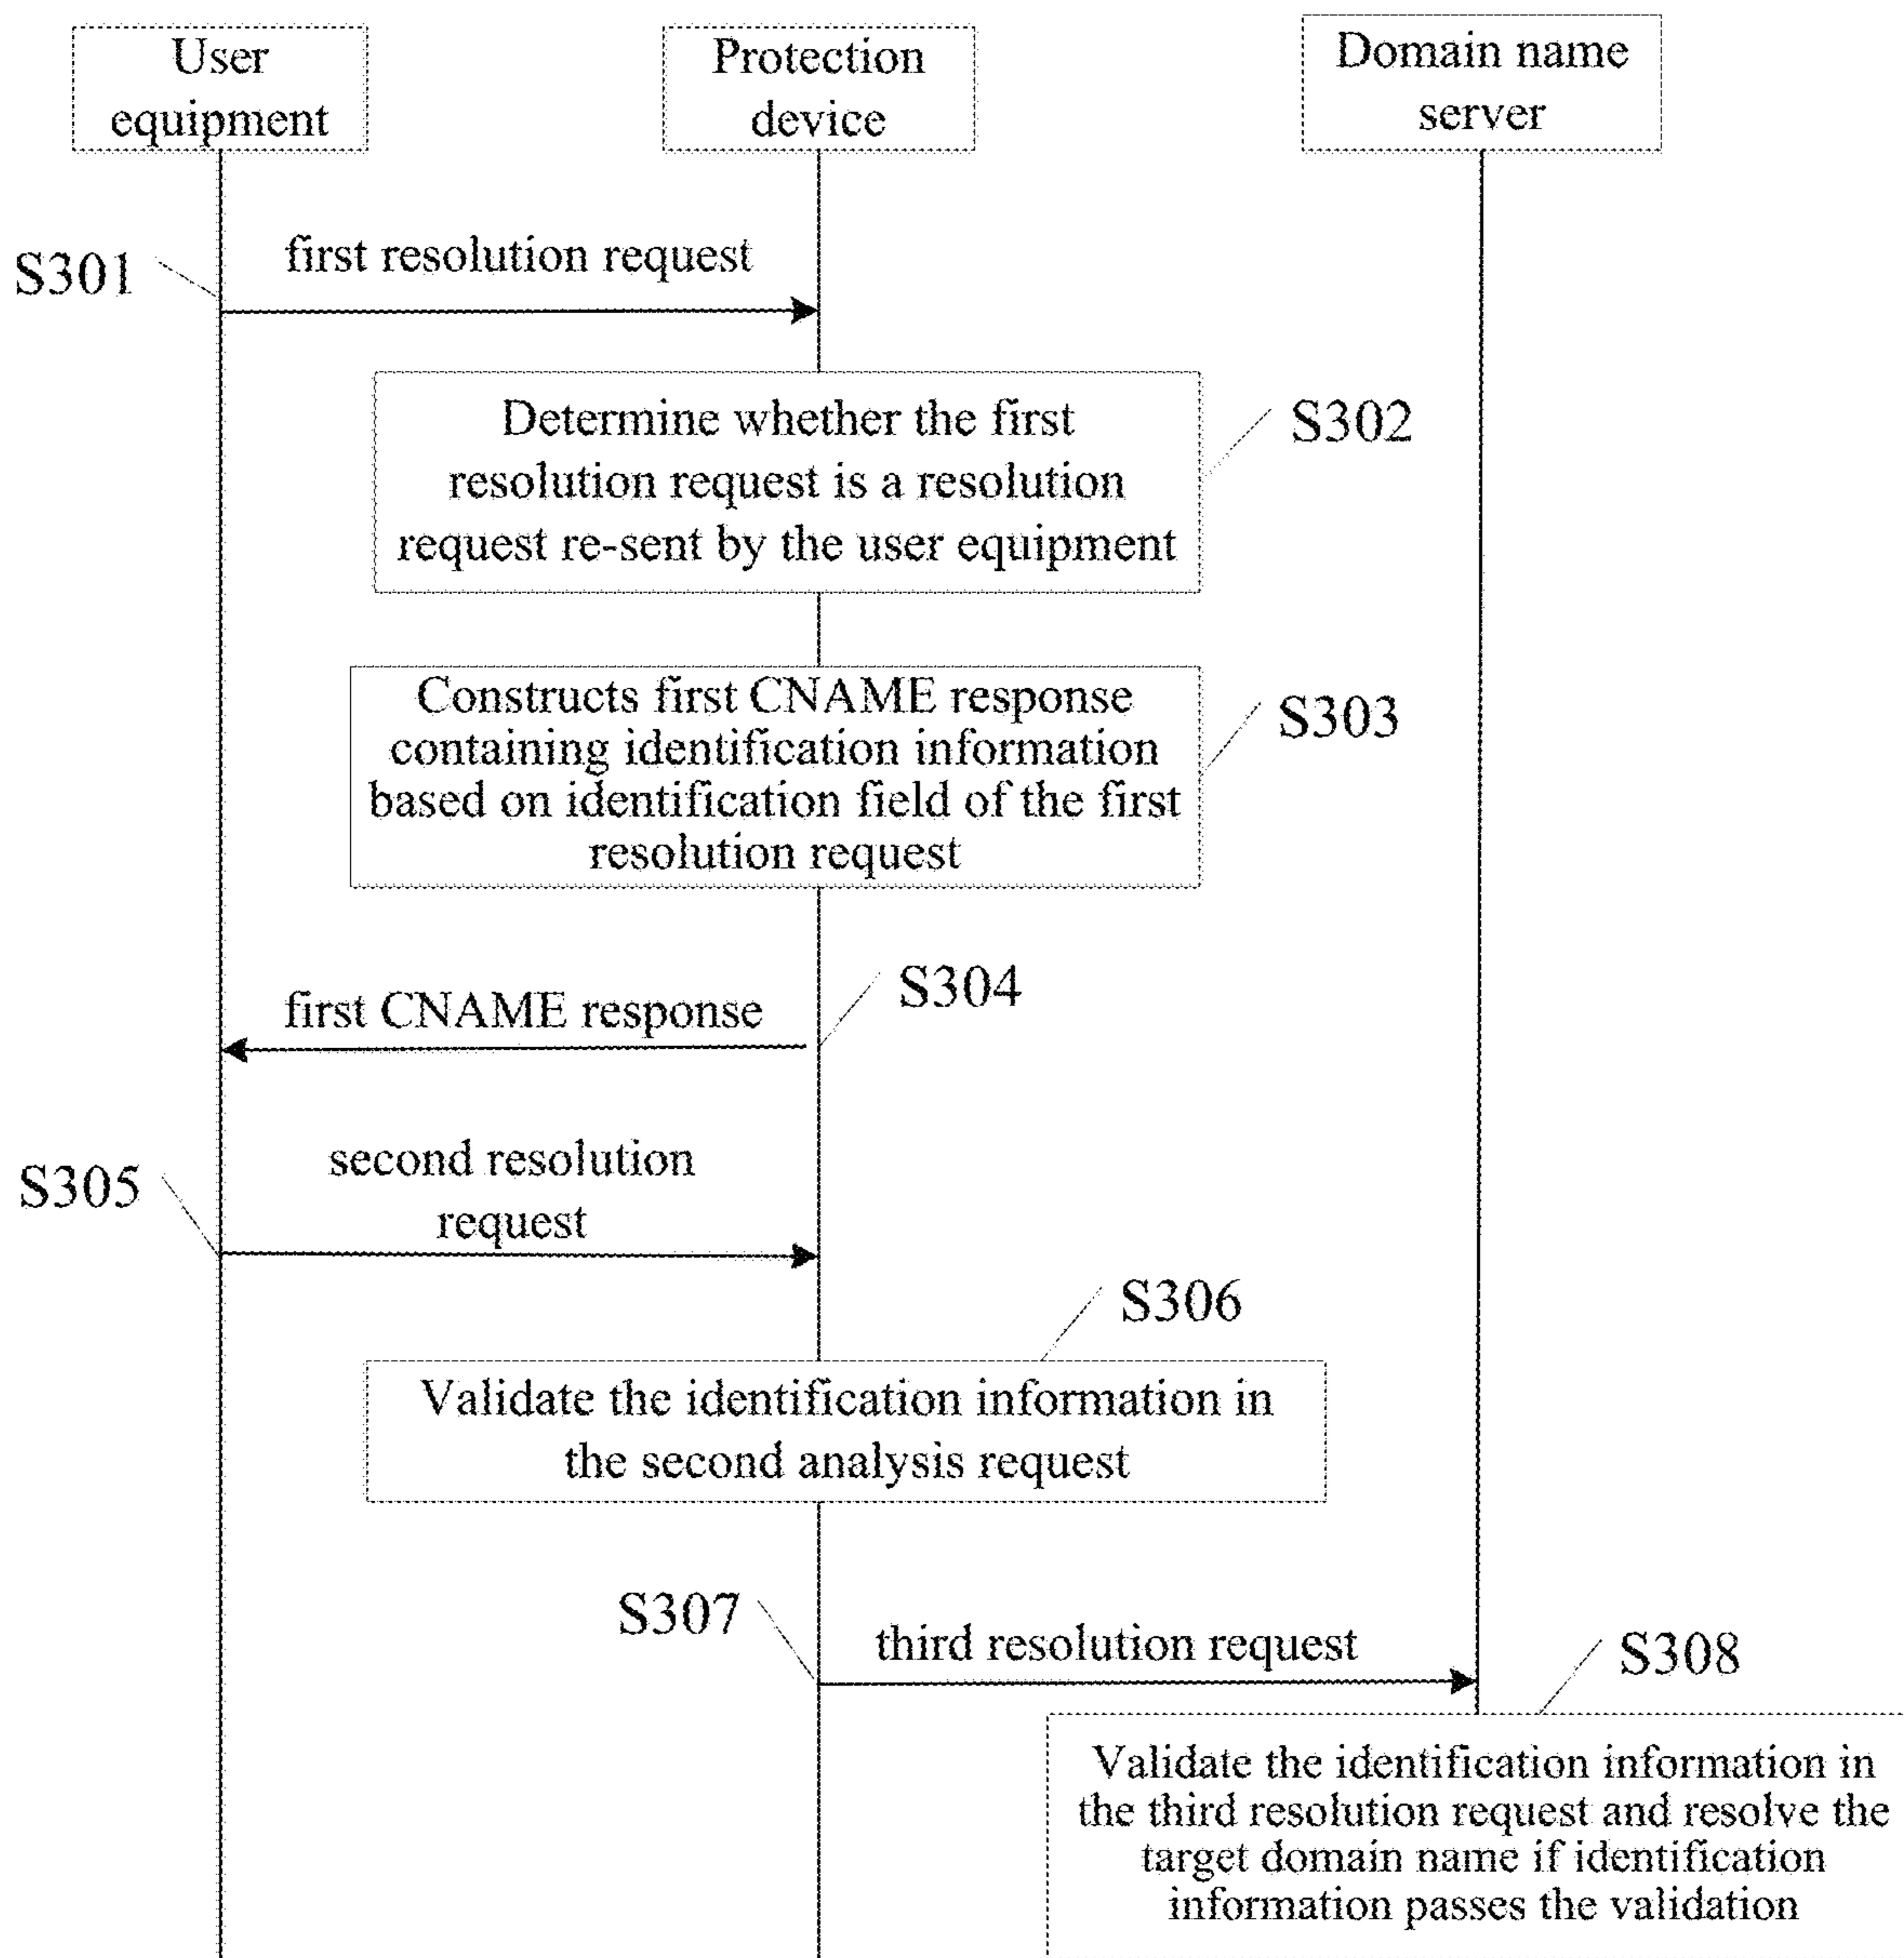 User
equipment
Protection
device
Domain name
server
S301
first resolution request
Determine whether the first
resolution request is a resolution
request re-sent by the user equipment
S302
Constructs first CNAME response
containing identification information
based on identification field of the first
resolution request
S303
S304
first CNAME response
S305
second resolution
request
S306
Validate the identification information in
the second analysis request
S307
third resolution request
S308
Validate the identification information in
the third resolution request and resolve the
target domain name if identification
information passes the validation